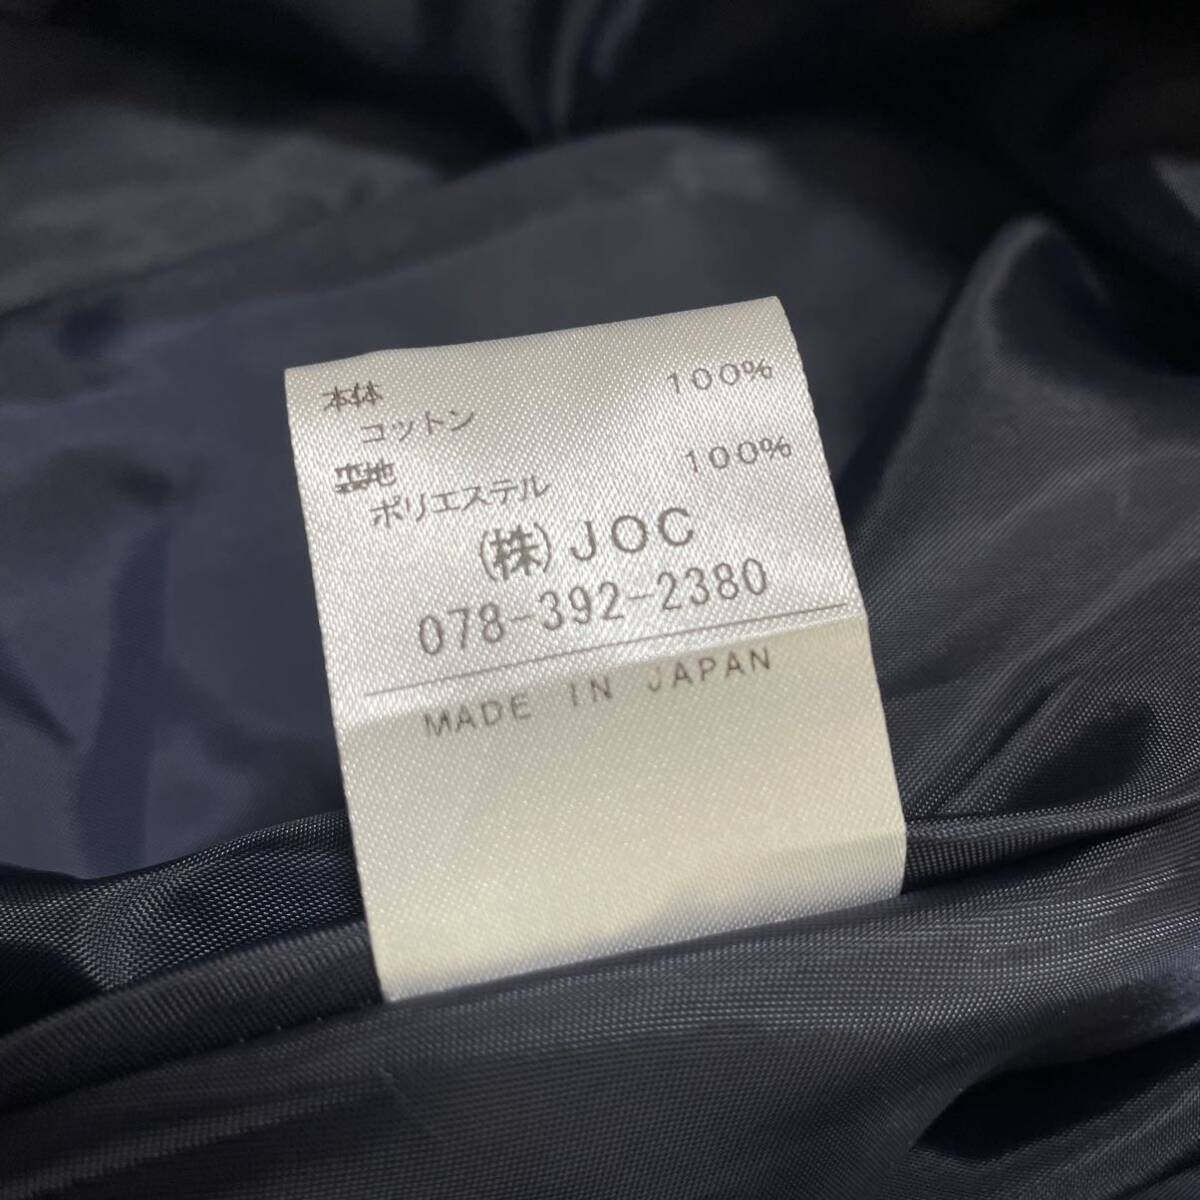 本体
コットン 100%
裏地
ポリエステル 100%
(株)JOC
078-392-2380
MADE IN JAPAN